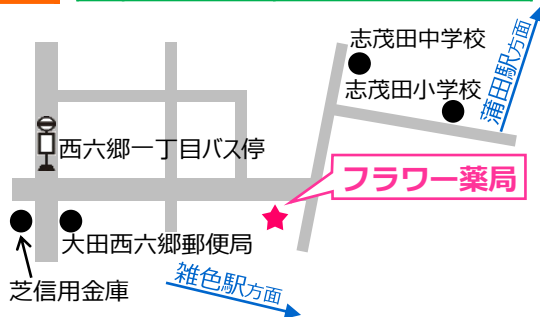 志茂田中学校
志茂田小学校
蒲田駅方面
西六郷一丁目バス停
フラワー薬局
大田西六郷郵便局
芝信用金庫
雑色駅方面